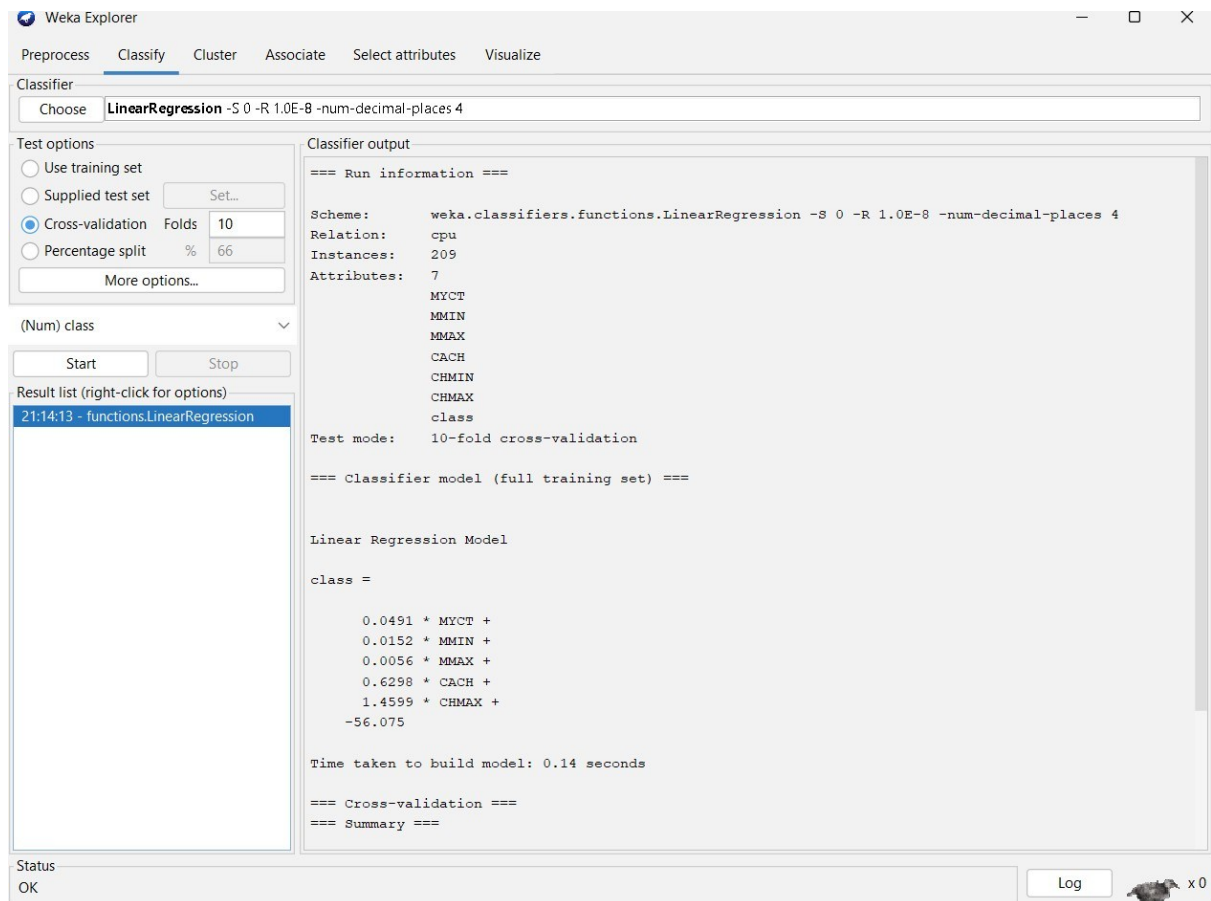 Weka Explorer
Preprocess Classify Cluster Associate Select attributes Visualize
Classifier
Choose LinearRegression -S 0 -R 1.0E-8 -num-decimal-places 4
Test options
Use training set
Supplied test set Set...
Cross-validation Folds 10
Percentage split % 66
More options...
(Num) class
Start Stop
Result list (right-click for options)
21:14:13 - functions.LinearRegression
Classifier output
=== Run information ===
Scheme: weka.classifiers.functions.LinearRegression -S 0 -R 1.0E-8 -num-decimal-places 4
Relation: cpu
Instances: 209
Attributes: 7
MYCT
MMIN
MMAX
CACH
CHMIN
CHMAX
class
Test mode: 10-fold cross-validation
=== Classifier model (full training set) ===
Linear Regression Model
class =
0.0491 * MYCT +
0.0152 * MMIN +
0.0056 * MMAX +
0.6298 * CACH +
1.4599 * CHMAX +
-56.075
Time taken to build model: 0.14 seconds
=== Cross-validation ===
=== Summary ===
Status
OK
Log x 0